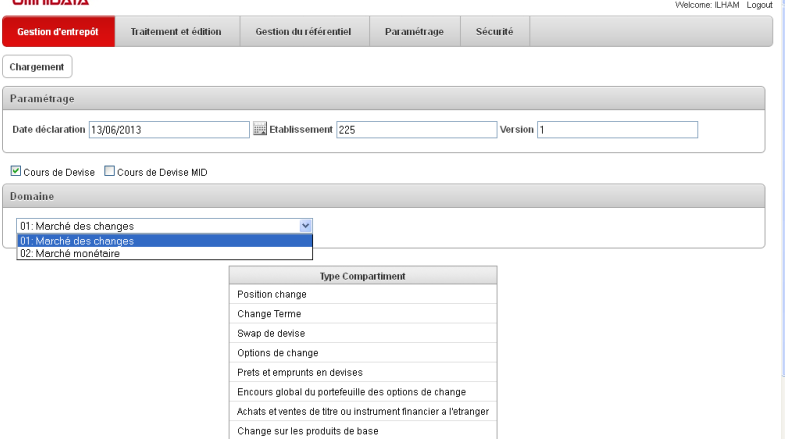 OMNIDATA
Welcome: ILHAM Logout
Gestion d'entrepôt Traitement et édition Gestion du référentiel Paramétrage Sécurité
Chargement
Paramétrage
Date déclaration 13/06/2013 Etablissement 225 Version 1
Cours de Devise Cours de Devise MID
Domaine
01: Marché des changes
01: Marché des changes
02: Marché monétaire
Type Compartiment
Position change
Change Terme
Swap de devise
Options de change
Prets et emprunts en devises
Encours global du portefeuille des options de change
Achats et ventes de titre ou instrument financier a l'etranger
Change sur les produits de base